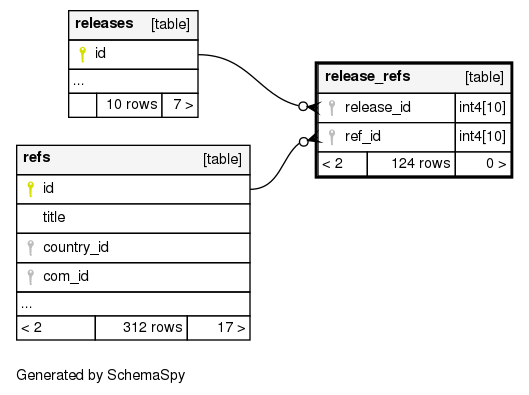 releases [table]
id
...
10 rows 7 >
release_refs [table]
release_id int4[10]
ref_id int4[10]
< 2 124 rows 0 >
refs [table]
id
title
country_id
com_id
...
< 2 312 rows 17 >
Generated by SchemaSpy